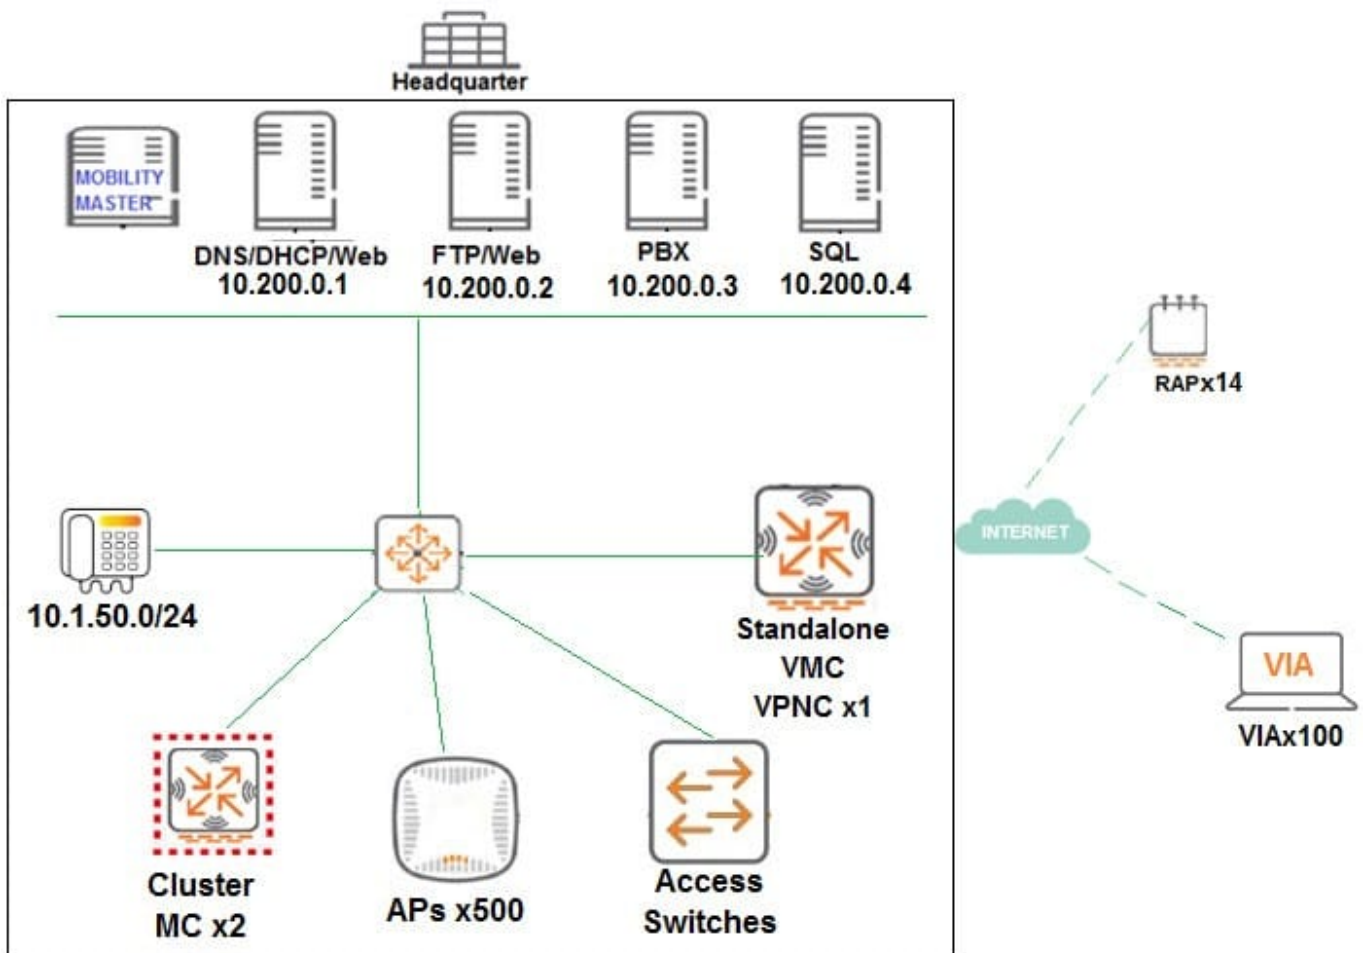 Headquarter
MOBILITY
MASTER
DNS/DHCP/Web
10.200.0.1
FTP/Web
10.200.0.2
PBX
10.200.0.3
SQL
10.200.0.4
RAPx14
INTERNET
10.1.50.0/24
Standalone
VMC
VPNC x1
VIA
VIAx100
Cluster
MC x2
APs x500
Access
Switches